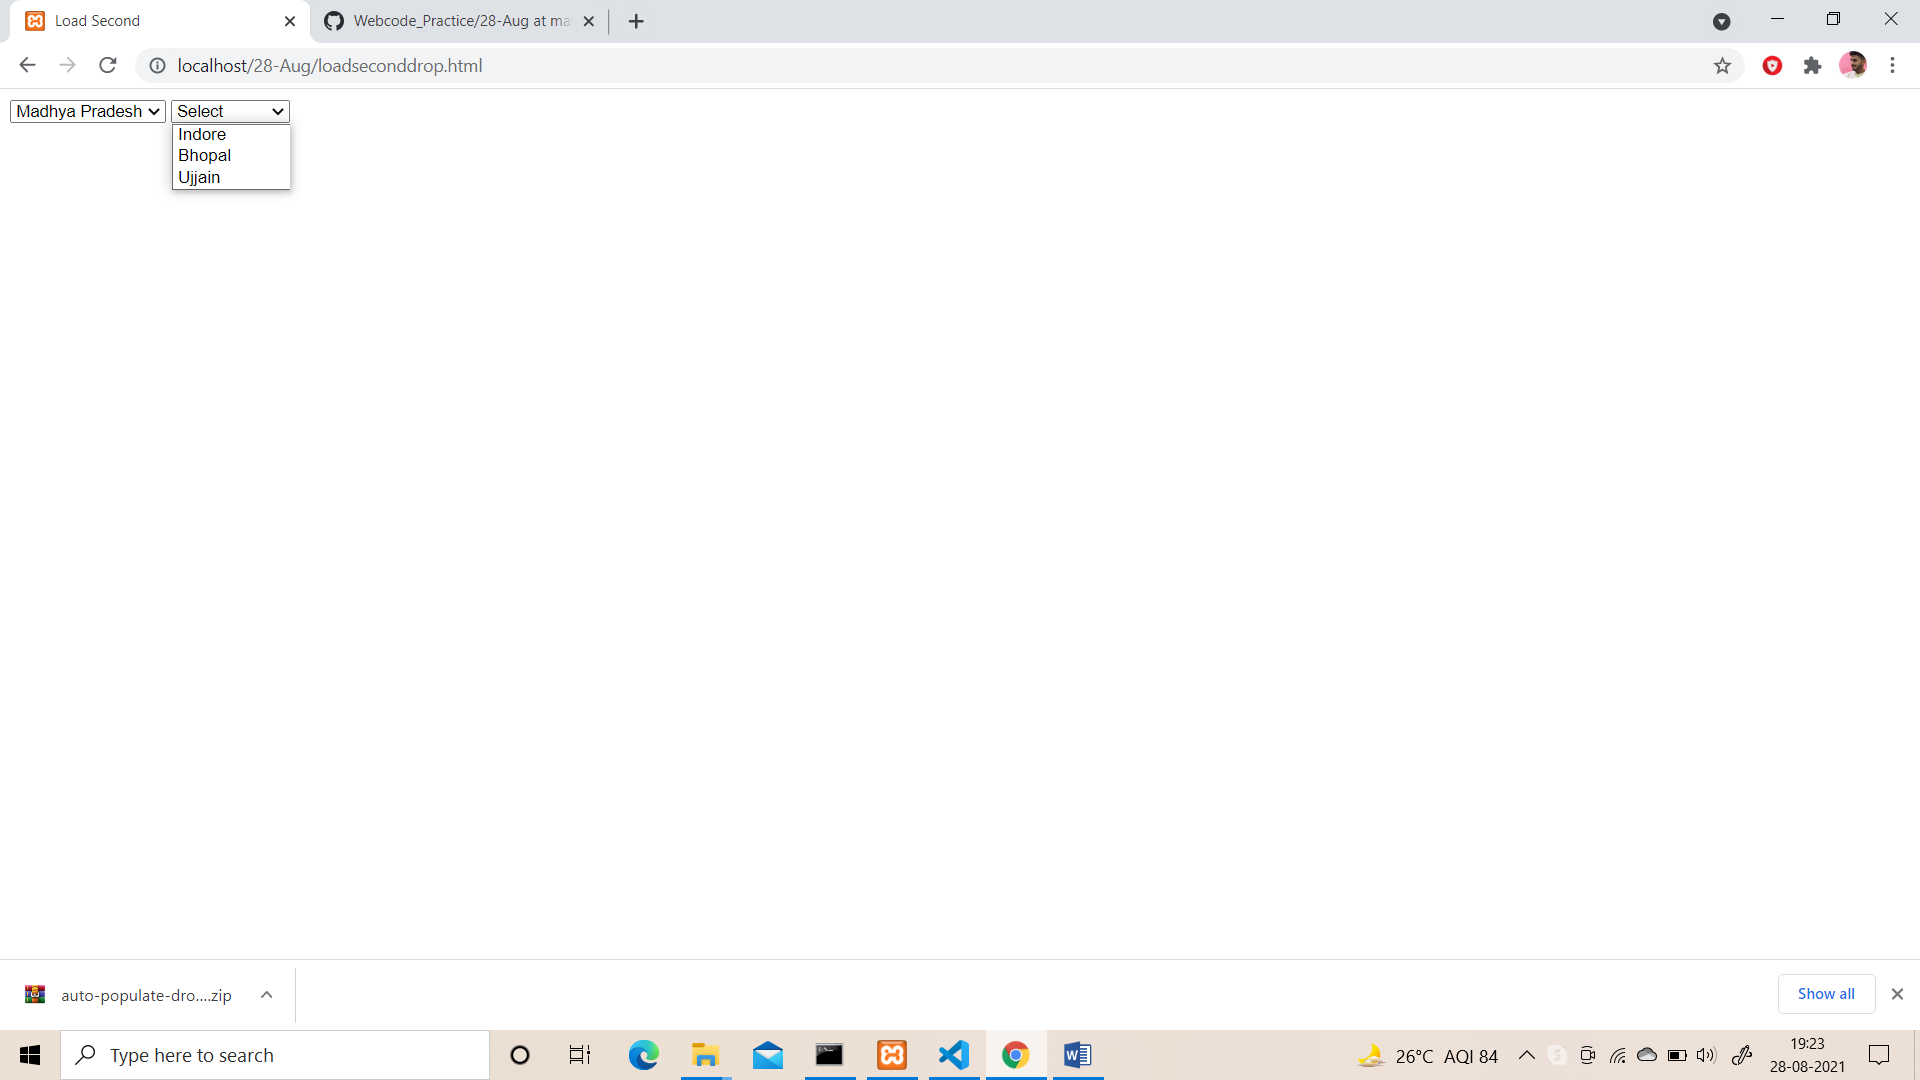 Load Second
Webcode_Practice/28-Aug at ma
localhost/28-Aug/loadseconddrop.html
Madhya Pradesh
Select
Indore
Bhopal
Ujjain
auto-populate-dro....zip
Show all
Type here to search
26°C AQI 84
19:23
28-08-2021